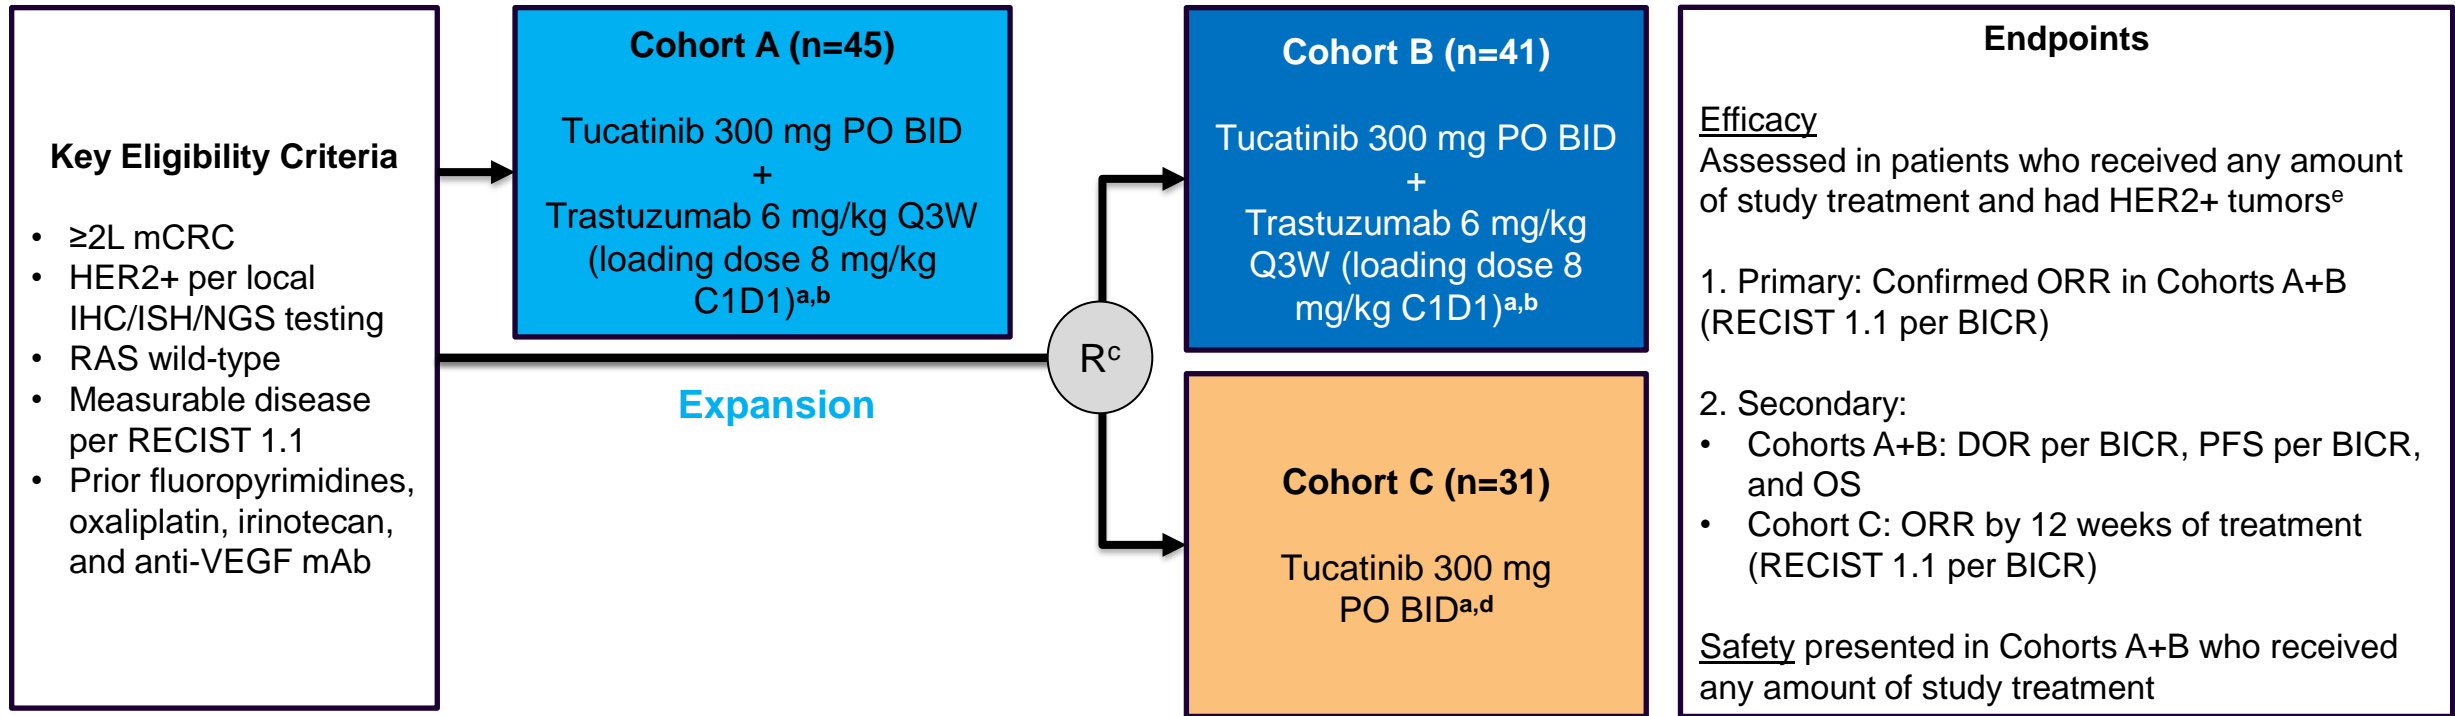 Key Eligibility Criteria
• ≥2L mCRC
• HER2+ per local
IHC/ISH/NGS testing
• RAS wild-type
• Measurable disease
per RECIST 1.1
• Prior fluoropyrimidines,
oxaliplatin, irinotecan,
and anti-VEGF mAb
Cohort A (n=45)
Tucatinib 300 mg PO BID
+
Trastuzumab 6 mg/kg Q3W
(loading dose 8 mg/kg
C1D1)a,b
Expansion
Rc
Cohort B (n=41)
Tucatinib 300 mg PO BID
+
Trastuzumab 6 mg/kg
Q3W (loading dose 8
mg/kg C1D1)a,b
Cohort C (n=31)
Tucatinib 300 mg
PO BIDa,d
Endpoints
Efficacy
Assessed in patients who received any amount
of study treatment and had HER2+ tumorse
1. Primary: Confirmed ORR in Cohorts A+B
(RECIST 1.1 per BICR)
2. Secondary:
• Cohorts A+B: DOR per BICR, PFS per BICR,
and OS
• Cohort C: ORR by 12 weeks of treatment
(RECIST 1.1 per BICR)
Safety presented in Cohorts A+B who received
any amount of study treatment